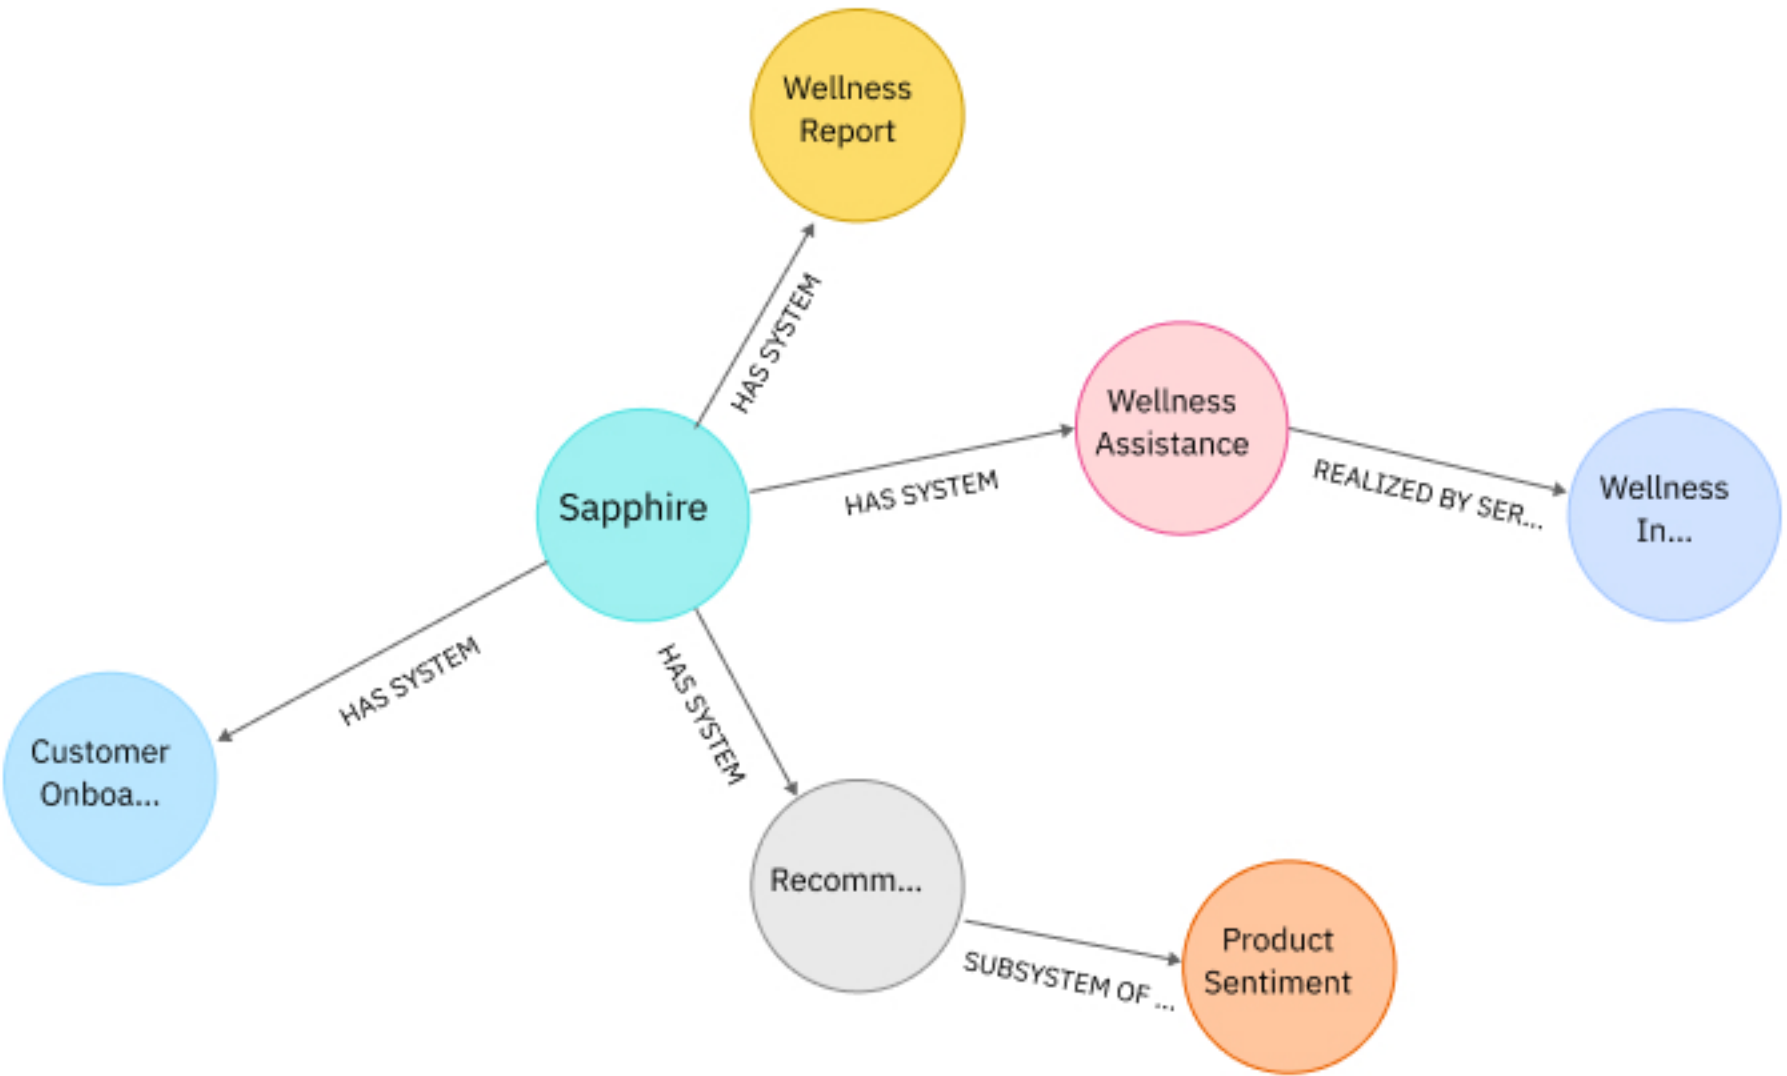 Wellness
Report
HAS SYSTEM
Wellness
Assistance
Sapphire
HAS SYSTEM
REALIZED BY SER...
Wellness
In...
HAS SYSTEM
HAS SYSTEM
Customer
Onboa...
Recomm...
SUBSYSTEM OF ...
Product
Sentiment